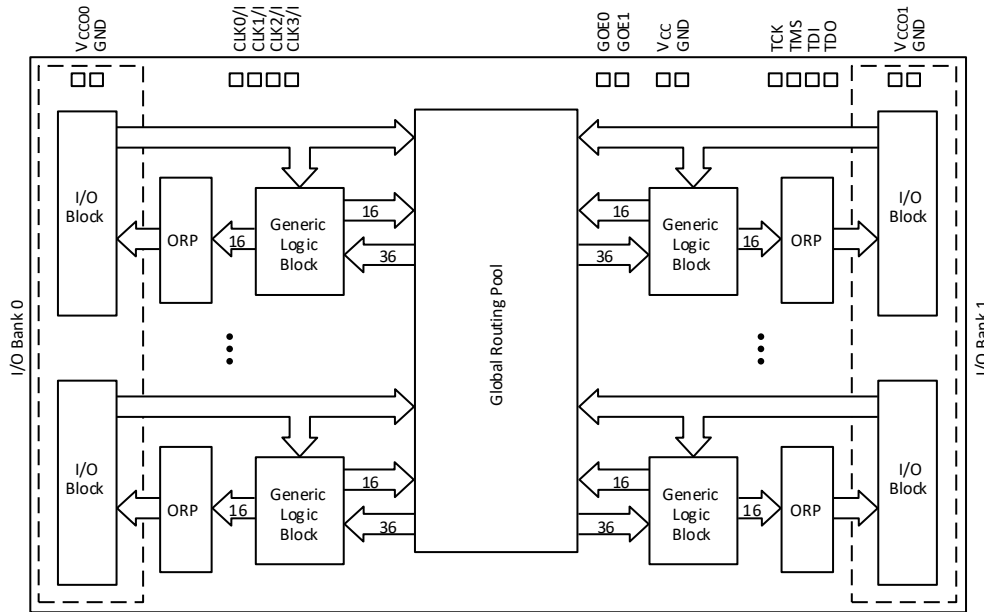 VCCO0
GND
CLK0/I
CLK1/I
CLK2/I
CLK3/I
GOE0
GOE1
VCC
GND
TCK
TMS
TDI
TDO
VCCO1
GND
I/O Bank 0
I/O
Block
ORP
16
Generic
Logic
Block
16
36
Global Routing Pool
16
36
Generic
Logic
Block
16
ORP
I/O
Block
I/O Bank 1
I/O
Block
ORP
16
Generic
Logic
Block
16
36
16
36
Generic
Logic
Block
16
ORP
I/O
Block